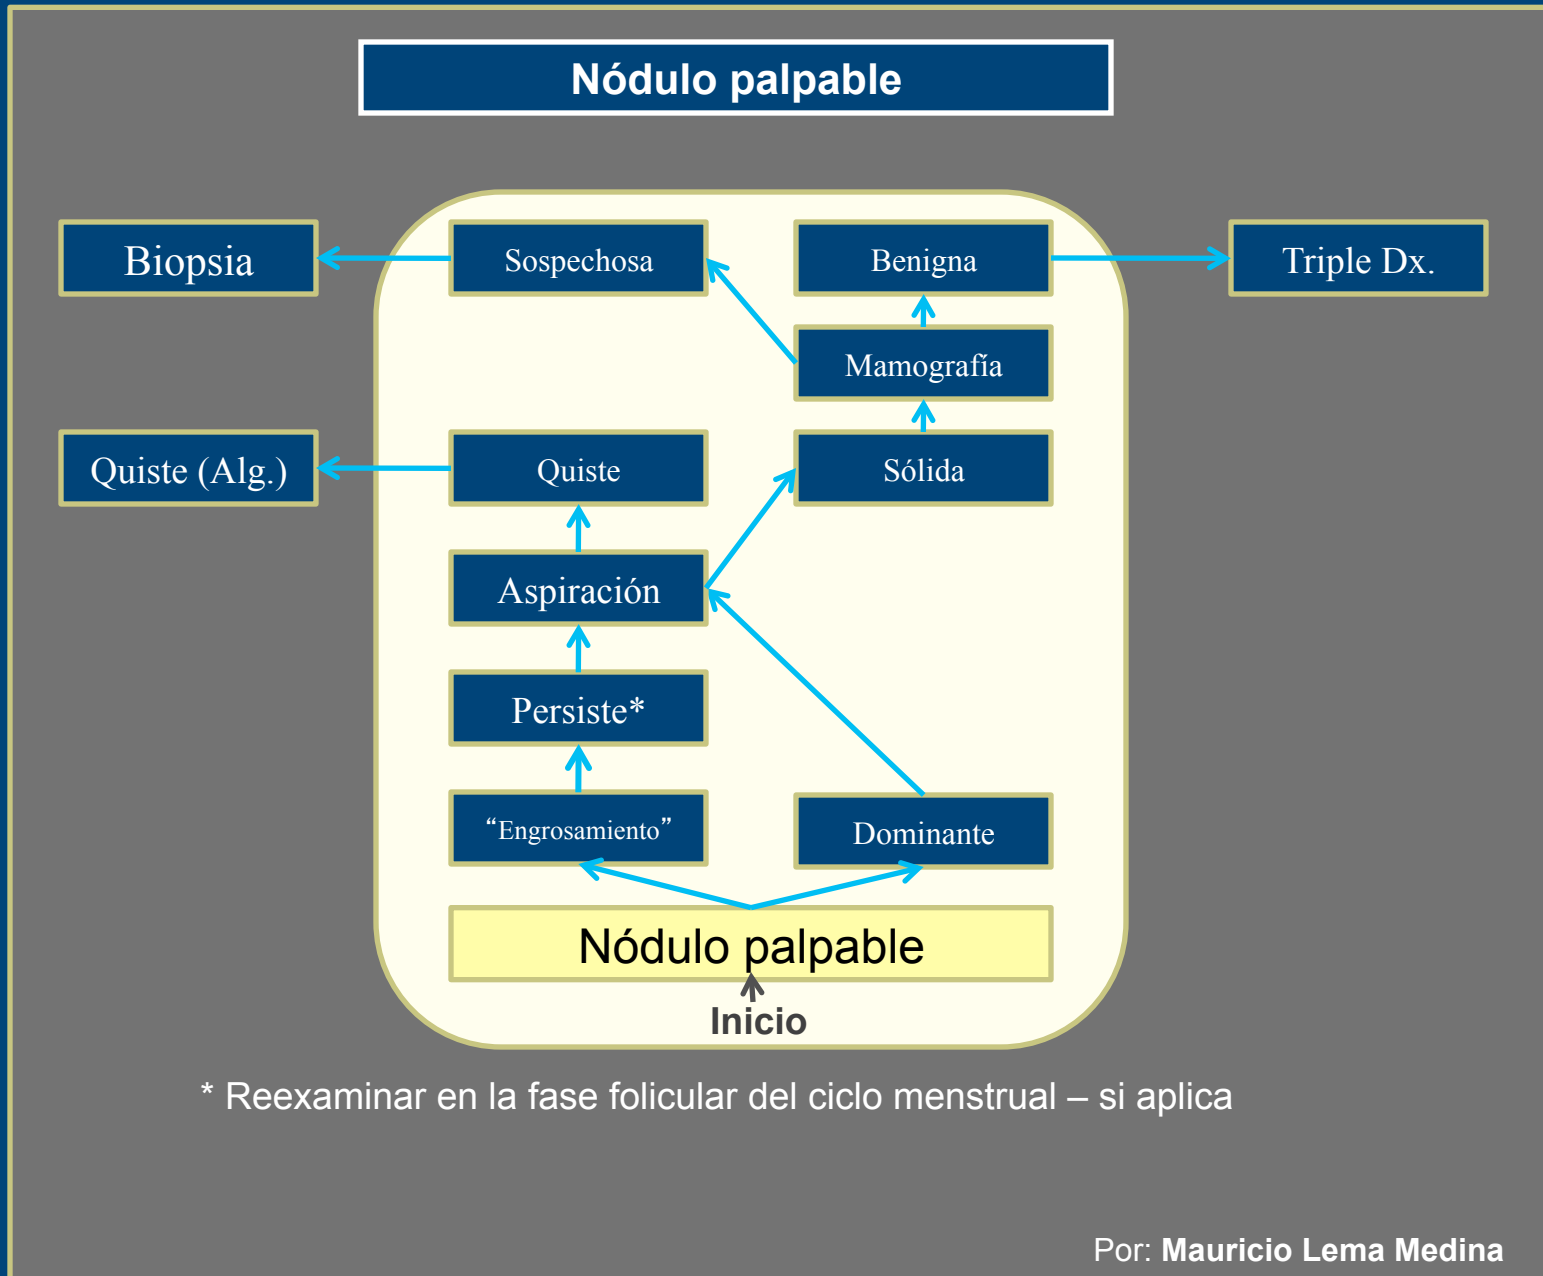 Nódulo palpable
Biopsia
Sospechosa
Benigna
Triple Dx.
Mamografía
Quiste (Alg.)
Quiste
Sólida
Aspiración
Persiste*
“Engrosamiento”
Dominante
Nódulo palpable
Inicio
* Reexaminar en la fase folicular del ciclo menstrual – si aplica
Por: Mauricio Lema Medina